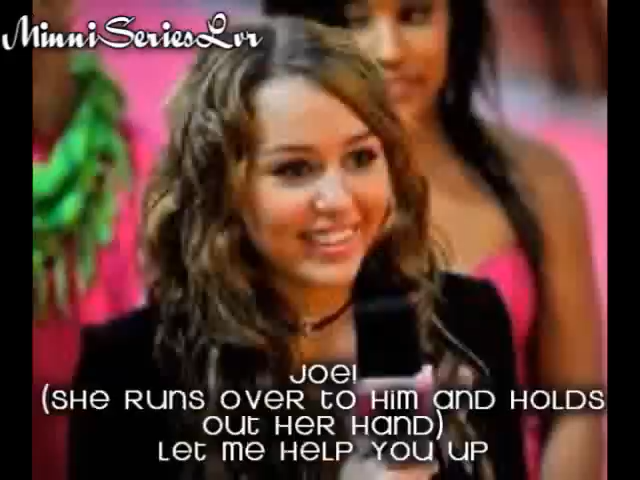 MinniSeriesLvr
Joe!
(She runs over to him and holds
out her hand)
Let me help you up